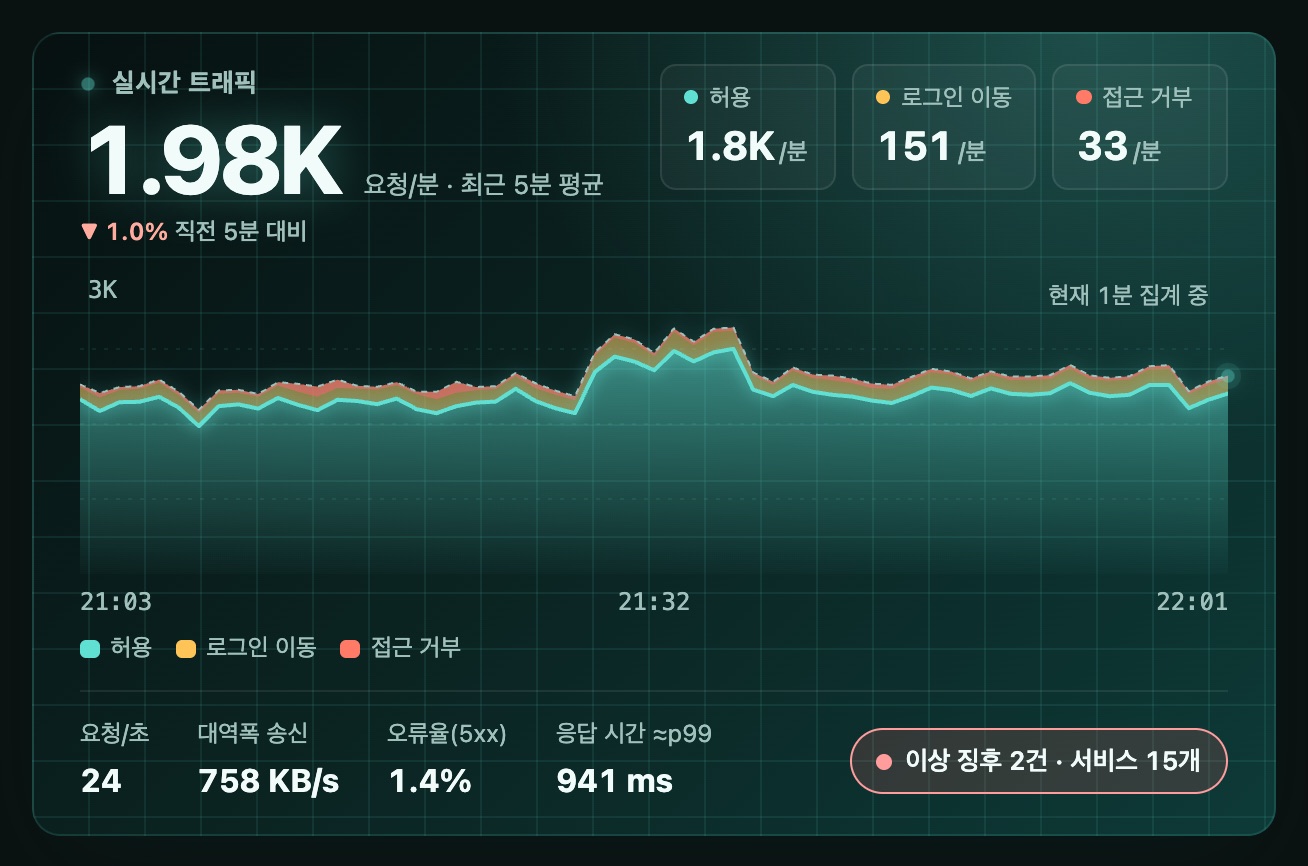 실시간 트래픽
1.98K 요청/분 · 최근 5분 평균
▼ 1.0% 직전 5분 대비
허용
1.8K/분
로그인 이동
151/분
접근 거부
33/분
3K
현재 1분 집계 중
21:03 21:32 22:01
허용 로그인 이동 접근 거부
요청/초
24
대역폭 송신
758 KB/s
오류율(5xx)
1.4%
응답 시간 ≈p99
941 ms
이상 징후 2건 · 서비스 15개